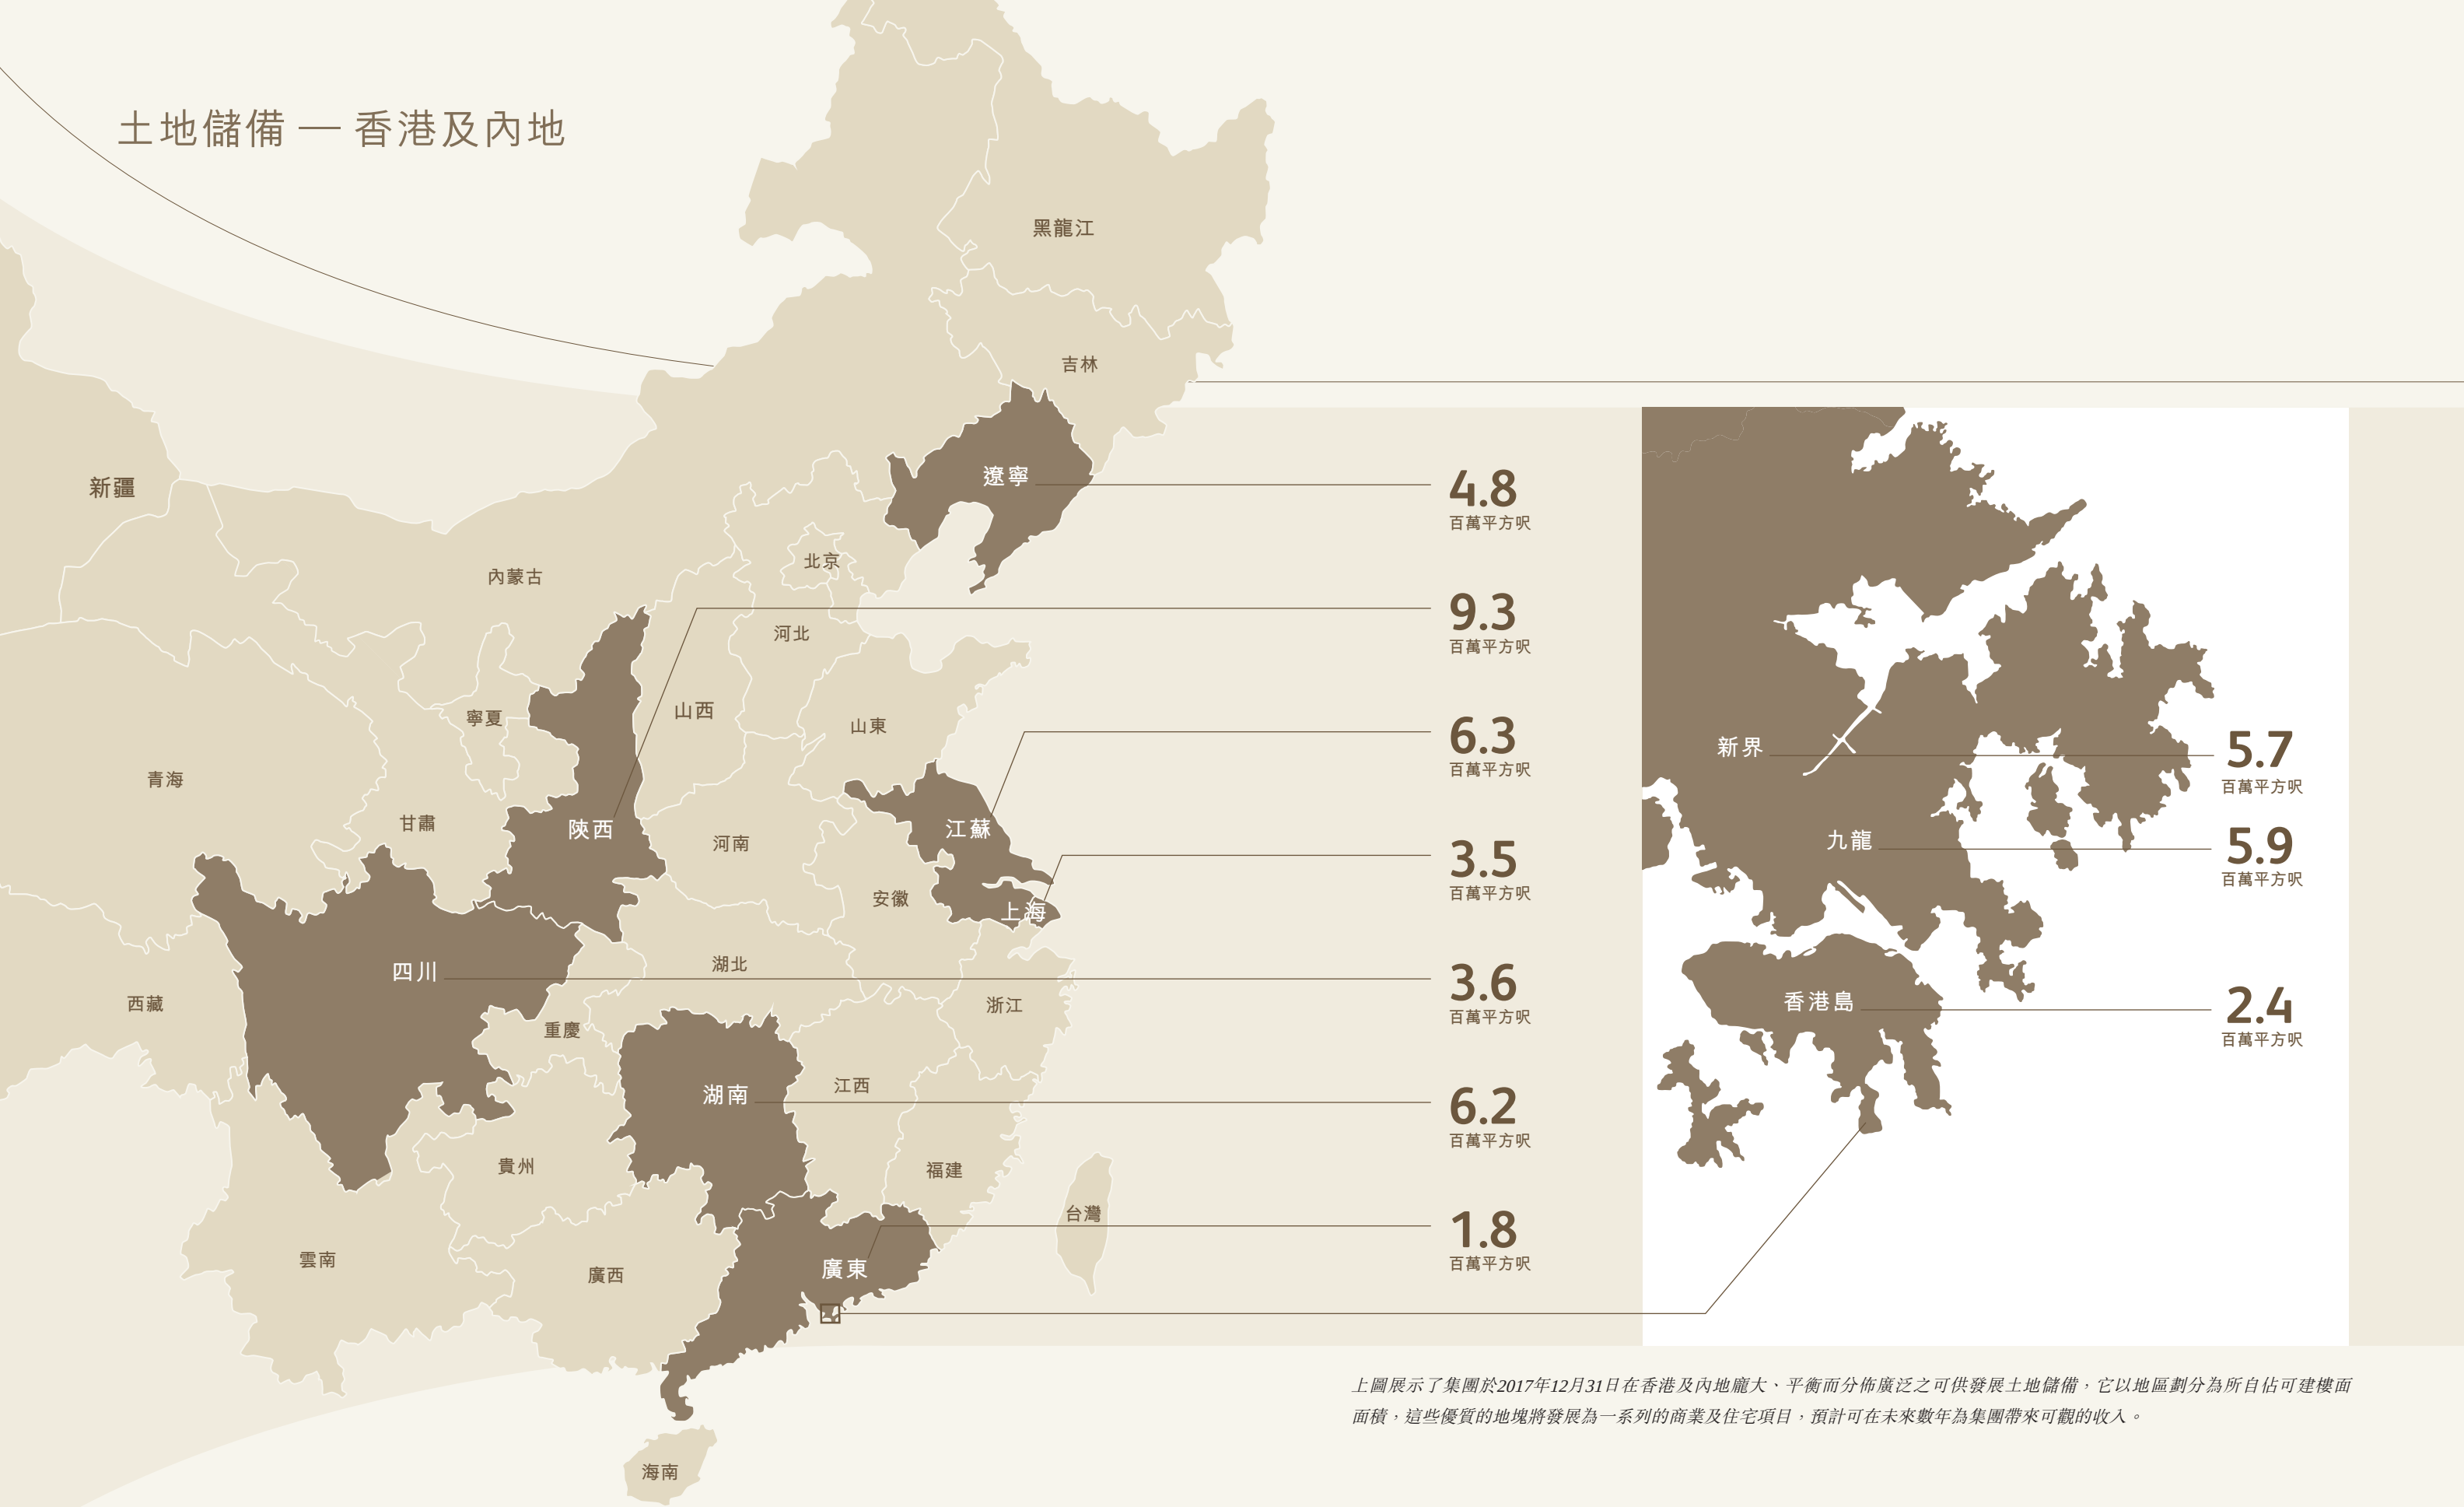 土地儲備 — 香港及內地
黑龍江
吉林
新疆
遼寧
4.8
百萬平方呎
北京
內蒙古
9.3
百萬平方呎
河北
山西
寧夏
山東
6.3
百萬平方呎
新界
5.7
百萬平方呎
青海
甘肅
陝西
河南
江蘇
九龍
5.9
百萬平方呎
3.5
百萬平方呎
安徽
上海
四川
湖北
3.6
百萬平方呎
西藏
重慶
浙江
香港島
2.4
百萬平方呎
湖南
江西
6.2
百萬平方呎
貴州
福建
台灣
1.8
百萬平方呎
雲南
廣西
廣東
上圖展示了集團於2017年12月31日在香港及內地龐大、平衡而分佈廣泛之可供發展土地儲備，它以地區劃分為所自佔可建樓面
面積，這些優質的地塊將發展為一系列的商業及住宅項目，預計可在未來數年為集團帶來可觀的收入。
海南